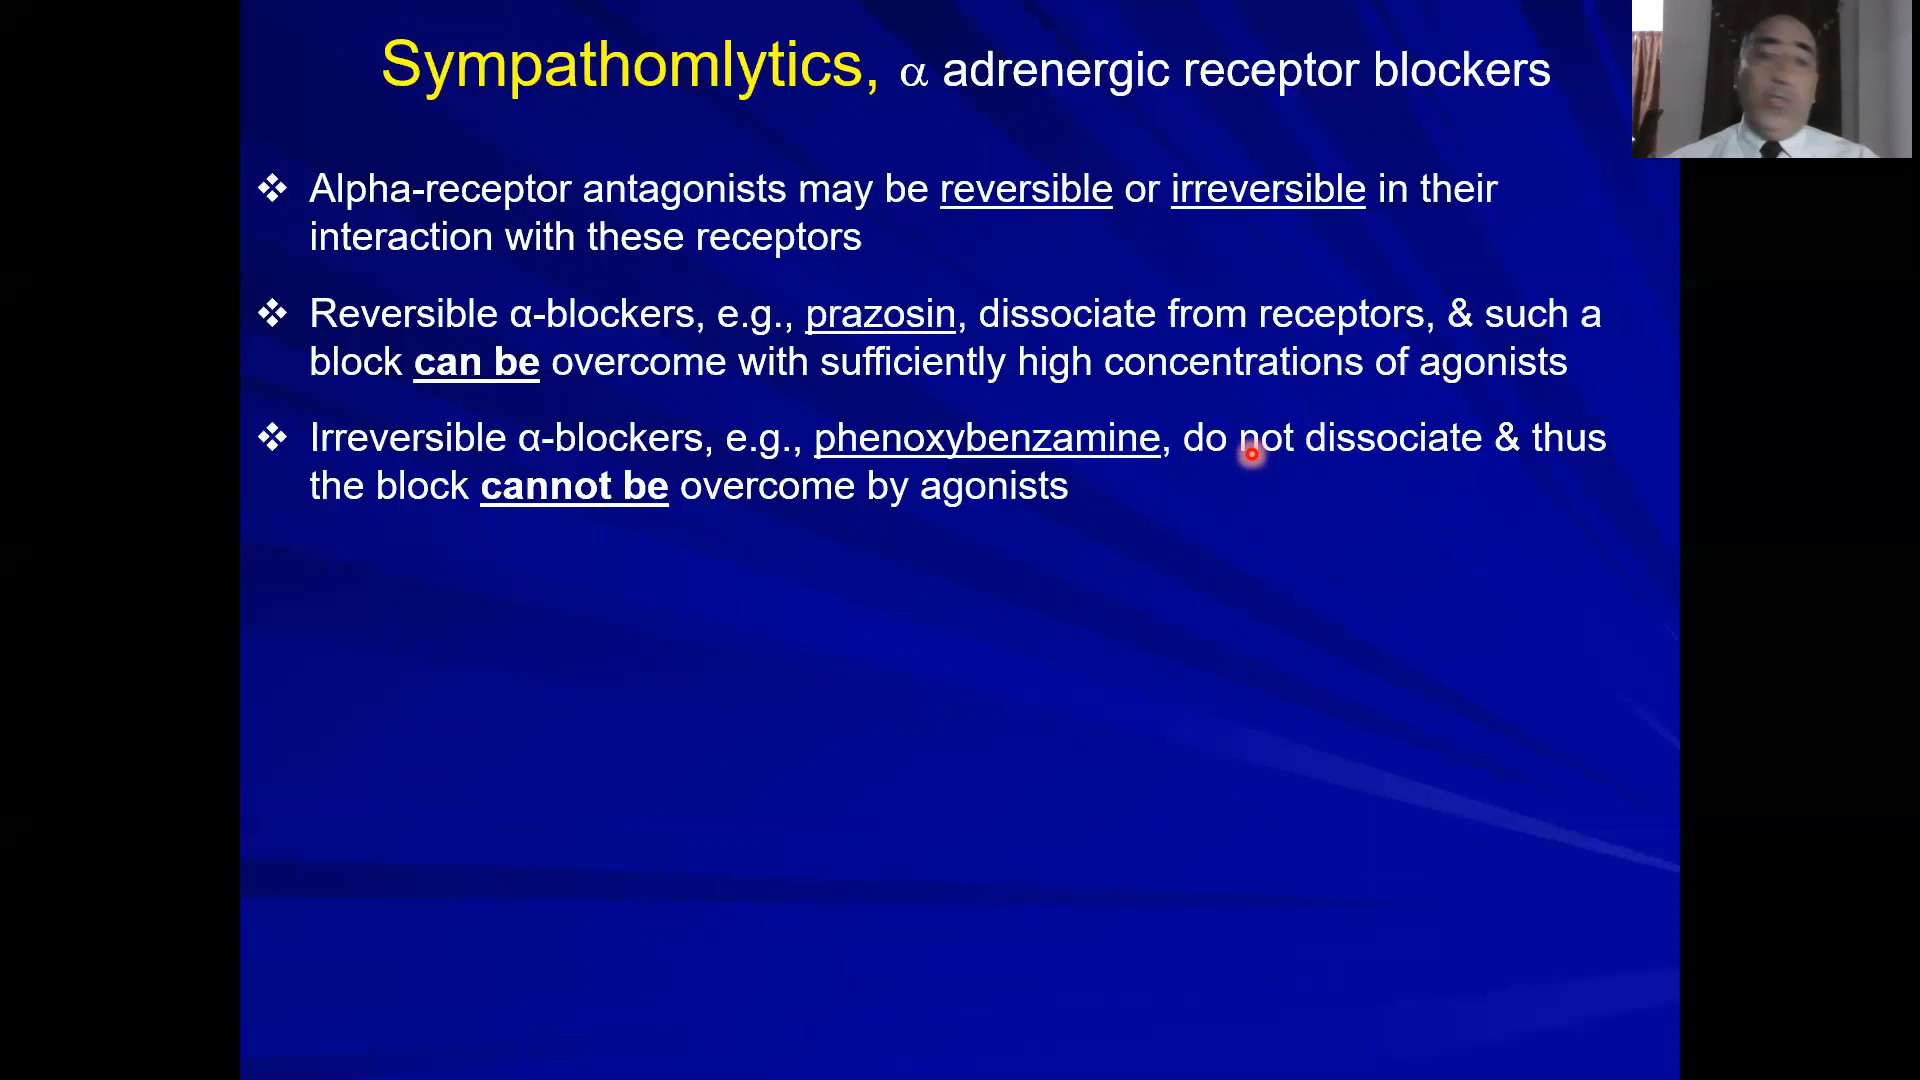 Sympathomlytics, α adrenergic receptor blockers
❖ Alpha-receptor antagonists may be reversible or irreversible in their
interaction with these receptors
❖ Reversible α-blockers, e.g., prazosin, dissociate from receptors, & such a
block can be overcome with sufficiently high concentrations of agonists
❖ Irreversible α-blockers, e.g., phenoxybenzamine, do not dissociate & thus
the block cannot be overcome by agonists